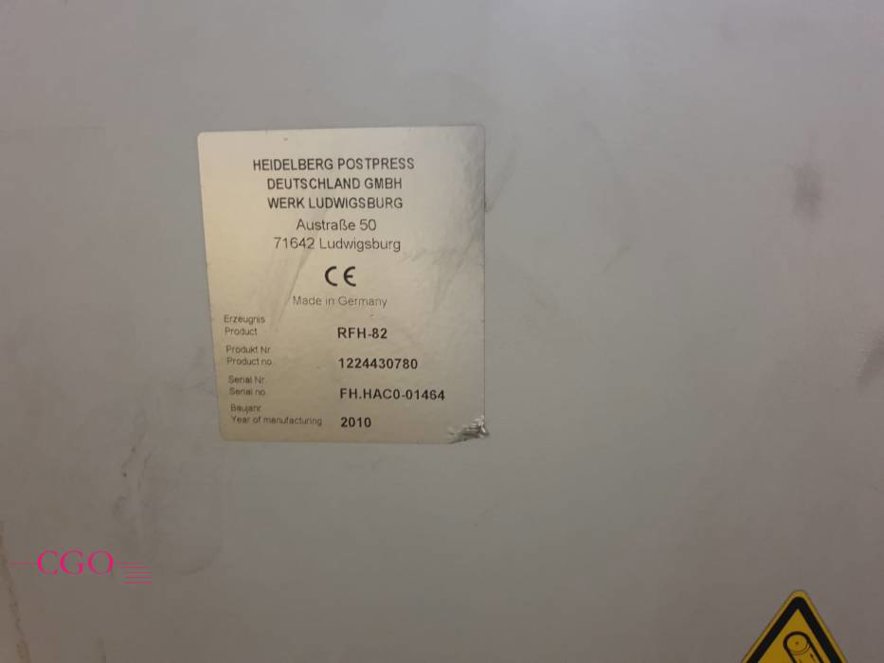 HEIDELBERG POSTPRESS
DEUTSCHLAND GMBH
WERK LUDWIGSBURG
Austraße 50
71642 Ludwigsburg
CE
Made in Germany
Erzeugnis
Product RFH-82
Produkt Nr
Product no 1224430780
Serial Nr
Serial no FH.HAC0-01464
Baujahr
Year of manufacturing 2010
CGO